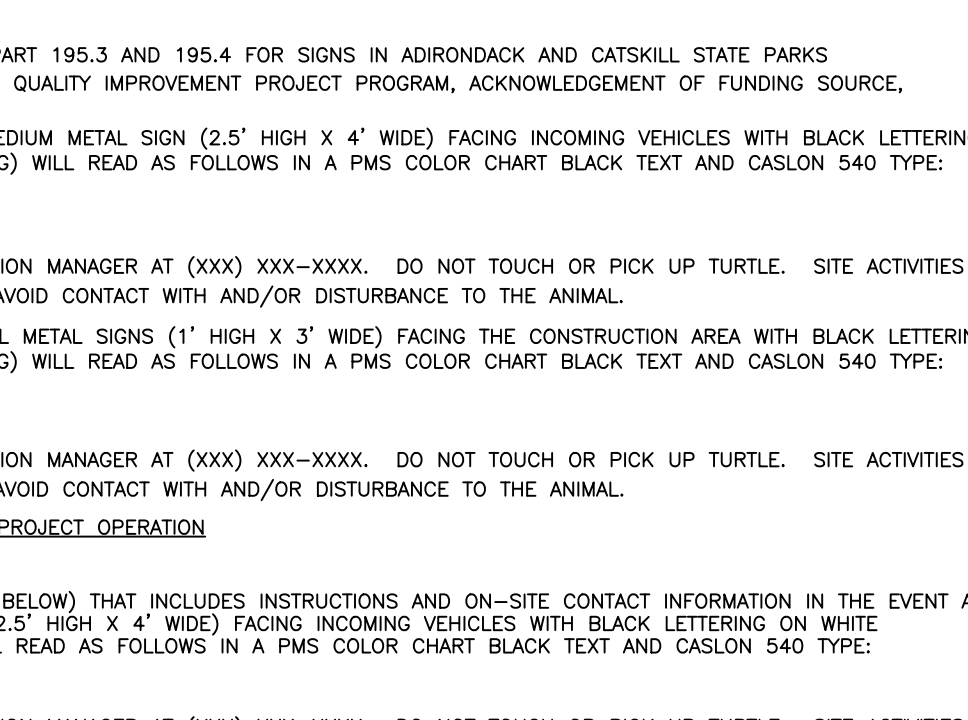 PART 195.3 AND 195.4 FOR SIGNS IN ADIRONDACK AND CATSKILL STATE PARKS
QUALITY IMPROVEMENT PROJECT PROGRAM, ACKNOWLEDGEMENT OF FUNDING SOURCE,
EDIUM METAL SIGN (2.5' HIGH X 4' WIDE) FACING INCOMING VEHICLES WITH BLACK LETTERING
G) WILL READ AS FOLLOWS IN A PMS COLOR CHART BLACK TEXT AND CASLON 540 TYPE:
ION MANAGER AT (XXX) XXX–XXXX. DO NOT TOUCH OR PICK UP TURTLE. SITE ACTIVITIES
AVOID CONTACT WITH AND/OR DISTURBANCE TO THE ANIMAL.
L METAL SIGNS (1' HIGH X 3' WIDE) FACING THE CONSTRUCTION AREA WITH BLACK LETTERIN
G) WILL READ AS FOLLOWS IN A PMS COLOR CHART BLACK TEXT AND CASLON 540 TYPE:
ION MANAGER AT (XXX) XXX–XXXX. DO NOT TOUCH OR PICK UP TURTLE. SITE ACTIVITIES
AVOID CONTACT WITH AND/OR DISTURBANCE TO THE ANIMAL.
PROJECT OPERATION
BELOW) THAT INCLUDES INSTRUCTIONS AND ON–SITE CONTACT INFORMATION IN THE EVENT A
2.5' HIGH X 4' WIDE) FACING INCOMING VEHICLES WITH BLACK LETTERING ON WHITE
L READ AS FOLLOWS IN A PMS COLOR CHART BLACK TEXT AND CASLON 540 TYPE: